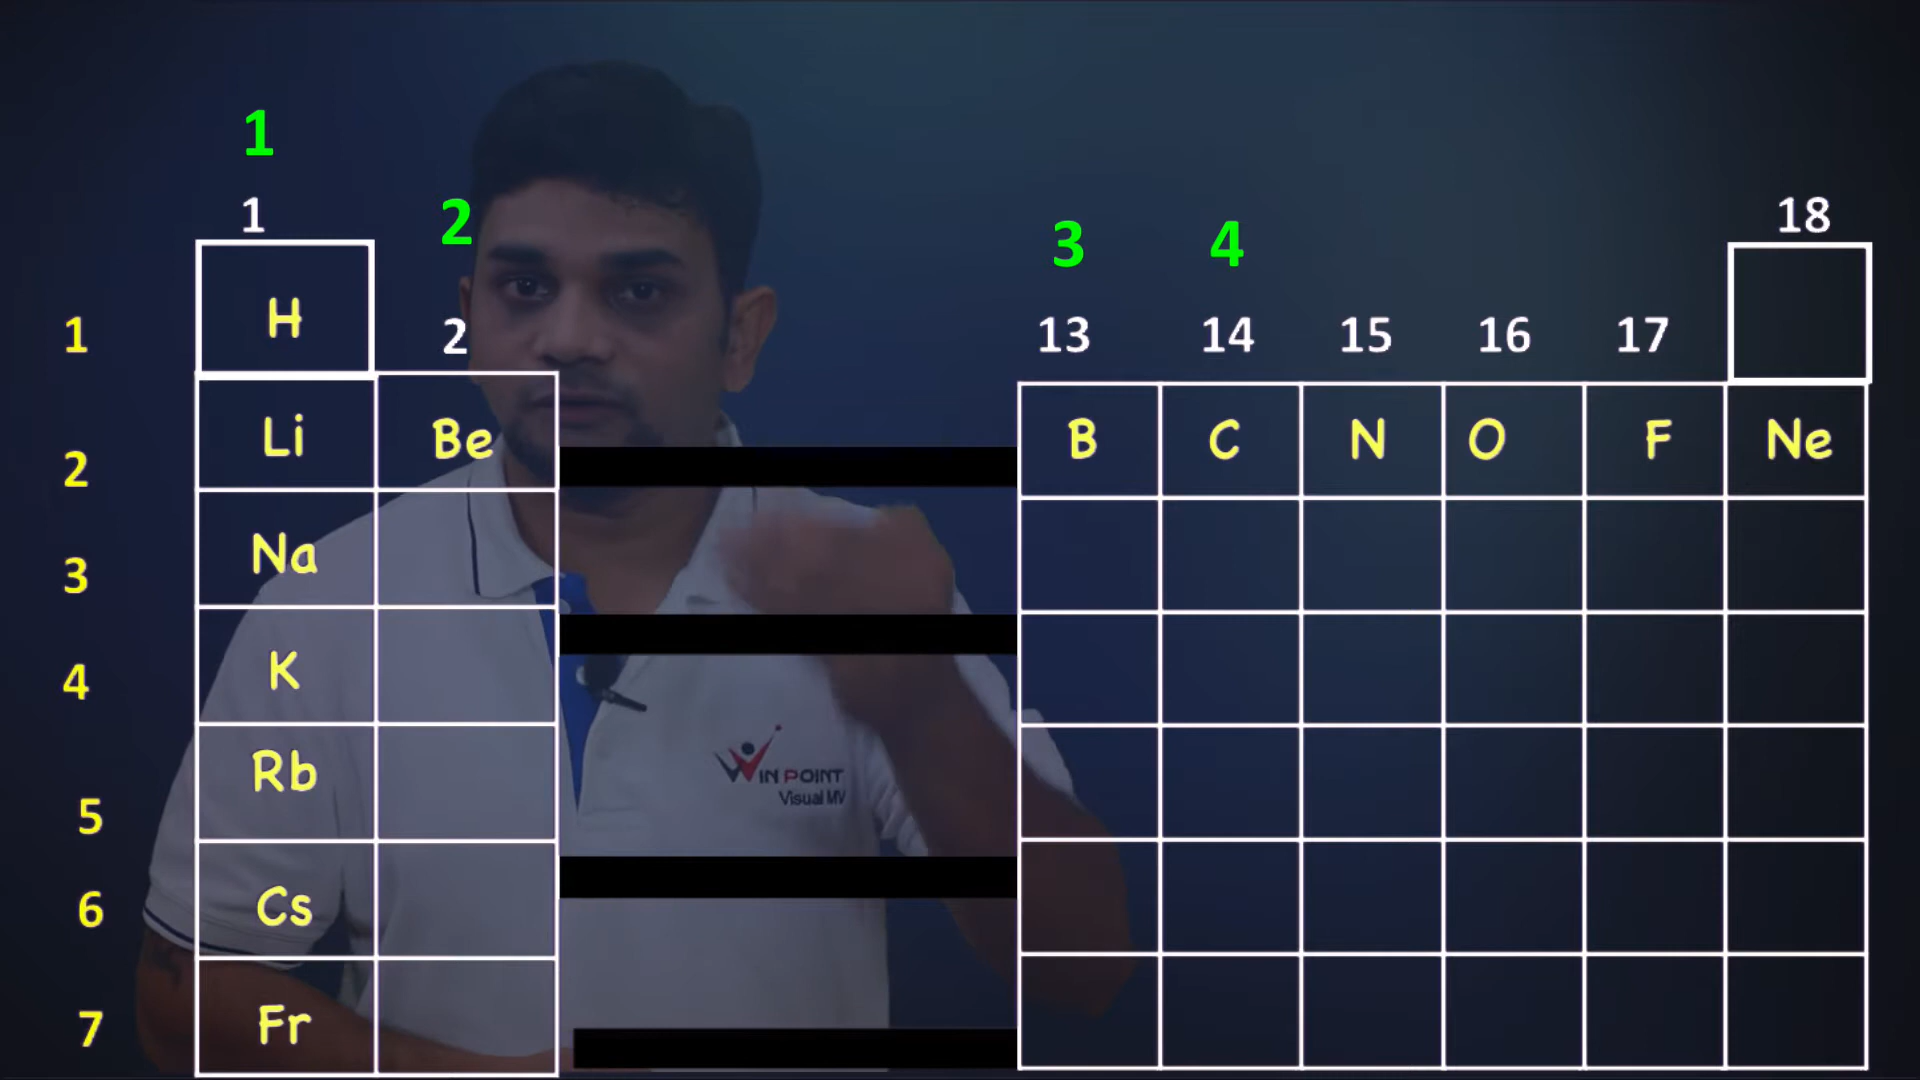 1
1 18
2
3 4
1 H 2 13 14 15 16 17
2 Li Be B C N O F Ne
3 Na
4 K
5 Rb
WIN POINT
Visual MV
6 Cs
7 Fr